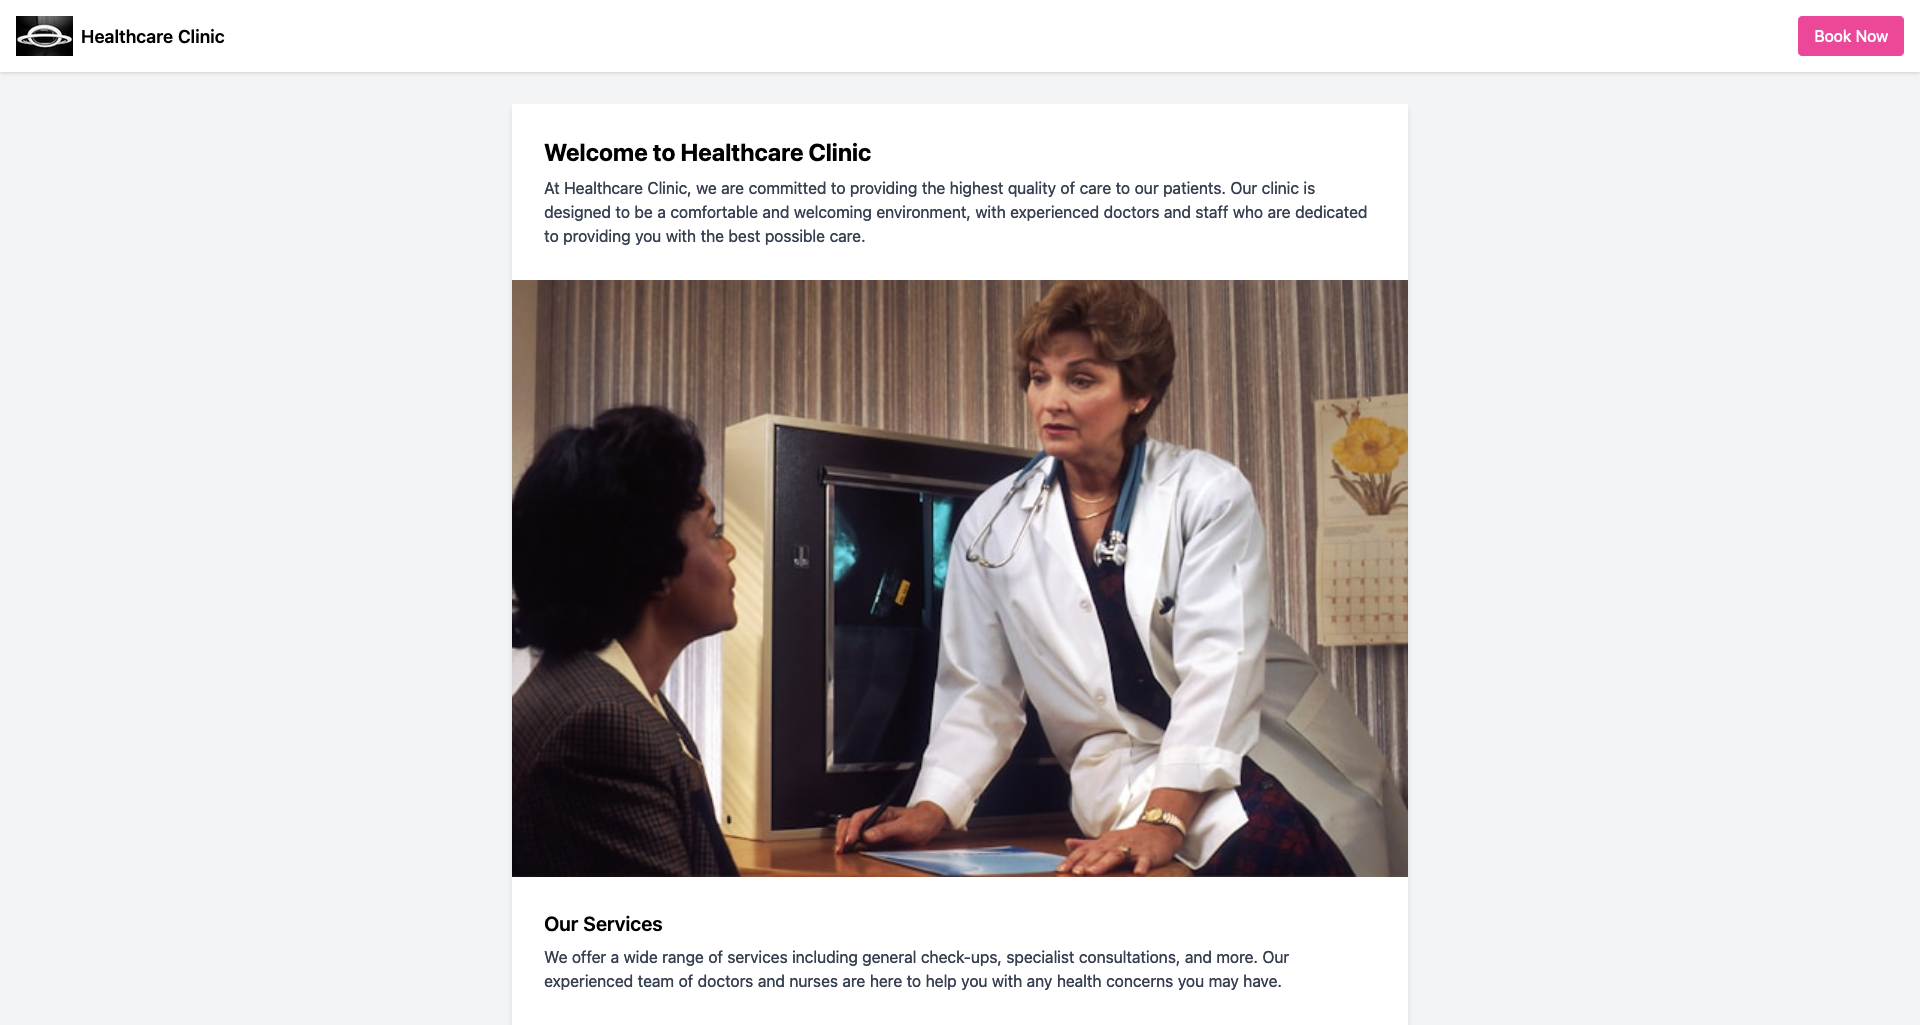 Healthcare Clinic
Book Now
Welcome to Healthcare Clinic
At Healthcare Clinic, we are committed to providing the highest quality of care to our patients. Our clinic is
designed to be a comfortable and welcoming environment, with experienced doctors and staff who are dedicated
to providing you with the best possible care.
Our Services
We offer a wide range of services including general check-ups, specialist consultations, and more. Our
experienced team of doctors and nurses are here to help you with any health concerns you may have.